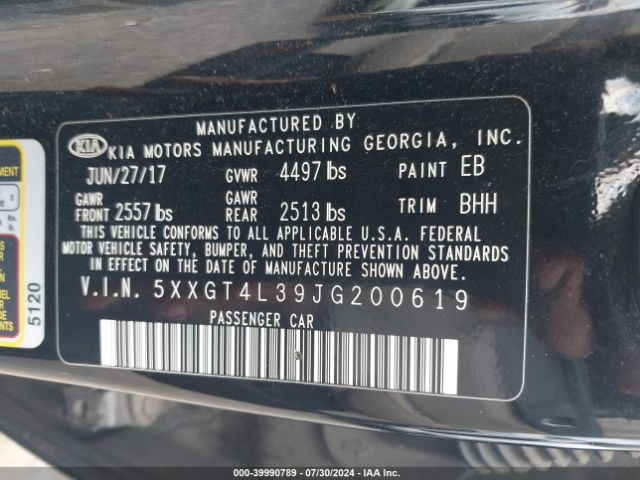 MANUFACTURED BY
KIA KIA MOTORS MANUFACTURING GEORGIA, INC.
JUN/27/17 GVWR 4497 lbs PAINT EB
GAWR FRONT 2557 lbs GAWR REAR 2513 lbs TRIM BHH
THIS VEHICLE CONFORMS TO ALL APPLICABLE U.S.A. FEDERAL
MOTOR VEHICLE SAFETY, BUMPER, AND THEFT PREVENTION STANDARDS
IN EFFECT ON THE DATE OF MANUFACTURE SHOWN ABOVE.
V.I.N. 5XXGT4L39JG200619
PASSENGER CAR
5120
000-39990789 - 07/30/2024 - IAA Inc.